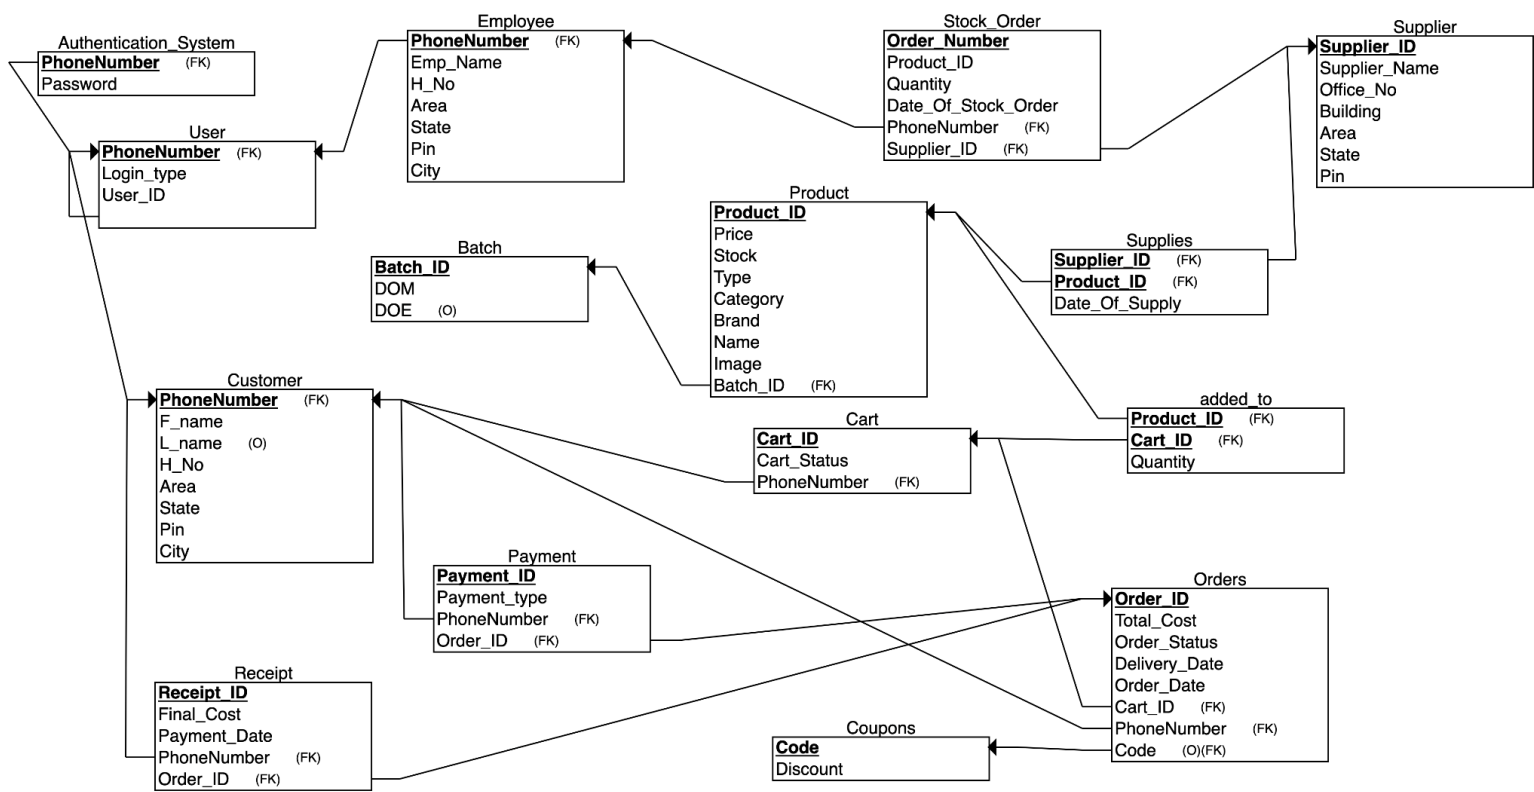 Authentication_System
PhoneNumber (FK)
Password
User
PhoneNumber (FK)
Login_type
User_ID
Employee
PhoneNumber (FK)
Emp_Name
H_No
Area
State
Pin
City
Stock_Order
Order_Number
Product_ID
Quantity
Date_Of_Stock_Order
PhoneNumber (FK)
Supplier_ID (FK)
Supplier
Supplier_ID
Supplier_Name
Office_No
Building
Area
State
Pin
Batch
Batch_ID
DOM
DOE (O)
Product
Product_ID
Price
Stock
Type
Category
Brand
Name
Image
Batch_ID (FK)
Supplies
Supplier_ID (FK)
Product_ID (FK)
Date_Of_Supply
Customer
PhoneNumber (FK)
F_name
L_name (O)
H_No
Area
State
Pin
City
Cart
Cart_ID
Cart_Status
PhoneNumber (FK)
added_to
Product_ID (FK)
Cart_ID (FK)
Quantity
Payment
Payment_ID
Payment_type
PhoneNumber (FK)
Order_ID (FK)
Orders
Order_ID
Total_Cost
Order_Status
Delivery_Date
Order_Date
Cart_ID (FK)
PhoneNumber (FK)
Code (O)(FK)
Receipt
Receipt_ID
Final_Cost
Payment_Date
PhoneNumber (FK)
Order_ID (FK)
Coupons
Code
Discount